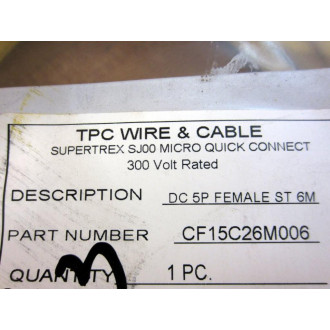 TPC WIRE & CABLE
SUPERTREX SJ00 MICRO QUICK CONNECT
300 Volt Rated
DESCRIPTION DC 5P FEMALE ST 6M
PART NUMBER CF15C26M006
QUANTITY 1 PC.